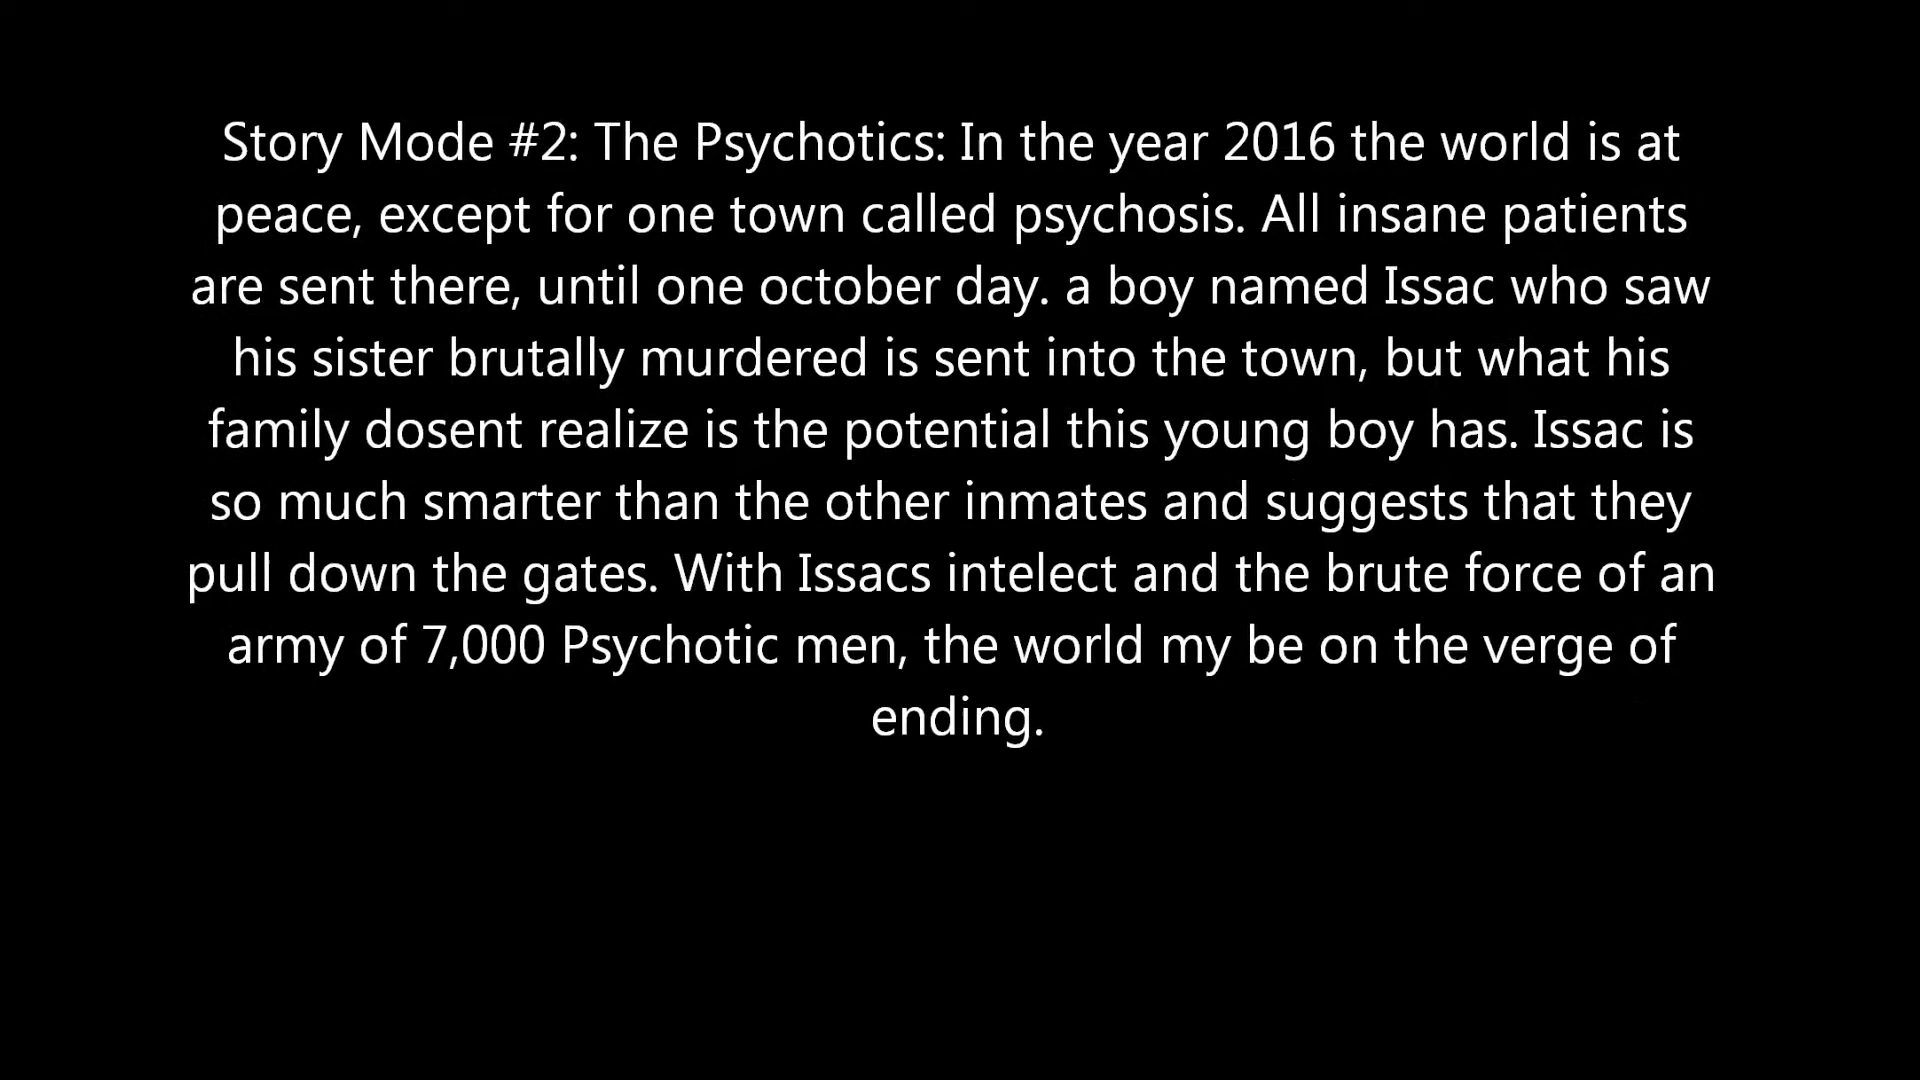 Story Mode #2: The Psychotics: In the year 2016 the world is at
peace, except for one town called psychosis. All insane patients
are sent there, until one october day. a boy named Issac who saw
his sister brutally murdered is sent into the town, but what his
family dosent realize is the potential this young boy has. Issac is
so much smarter than the other inmates and suggests that they
pull down the gates. With Issacs intelect and the brute force of an
army of 7,000 Psychotic men, the world my be on the verge of
ending.